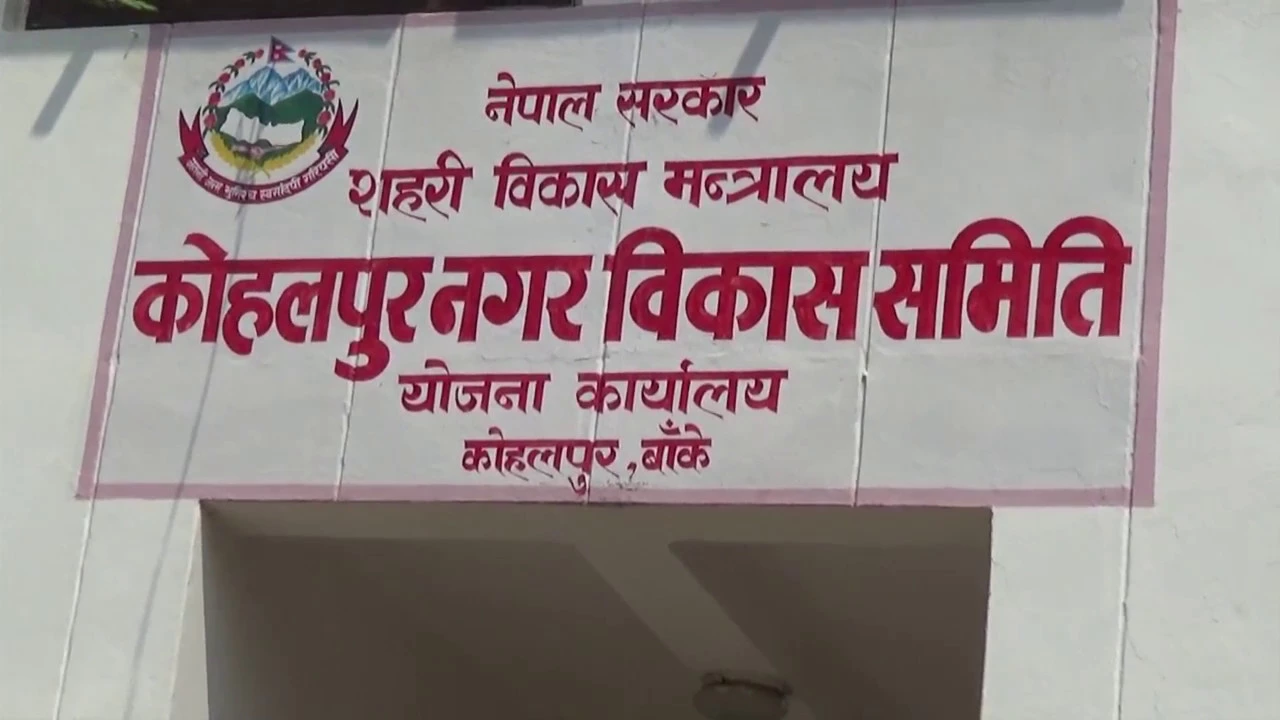 नेपाल सरकार
शहरी विकास मन्त्रालय
कोहलपुर नगर विकास समिति
योजना कार्यालय
कोहलपुर, बाँके